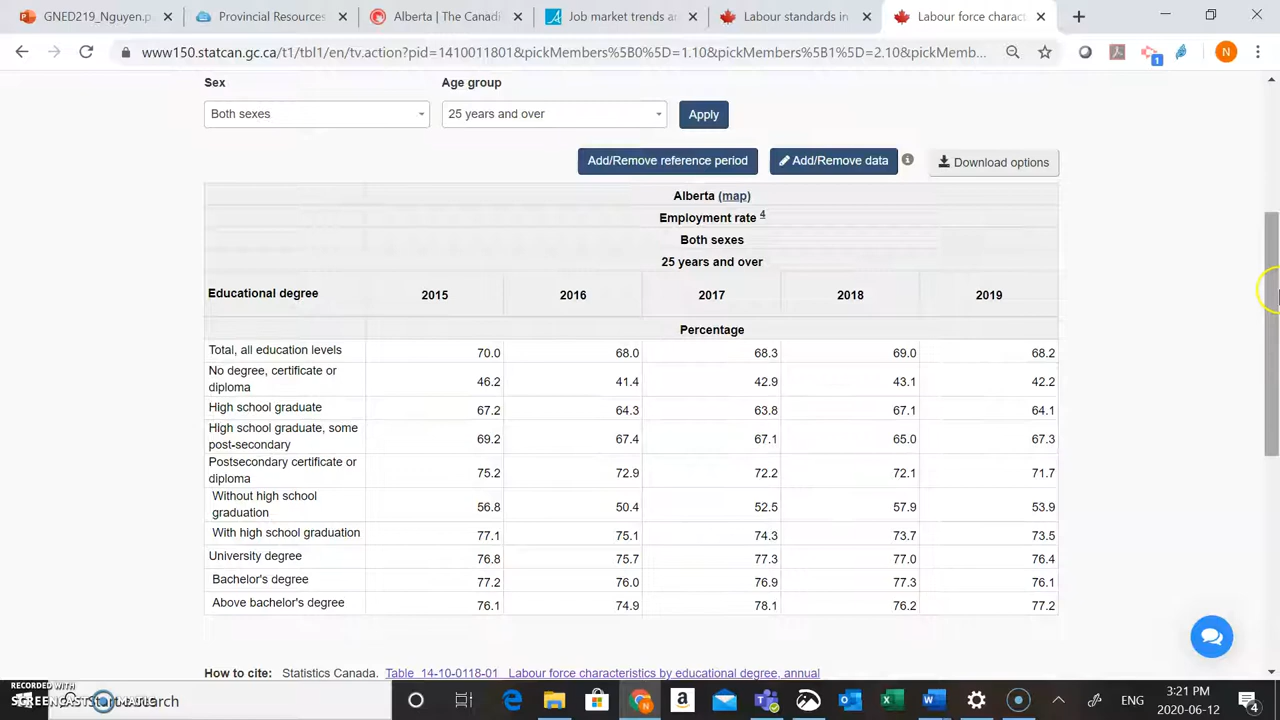 GNED219_Nguyen.p
Provincial Resources
Alberta | The Canadi
Job market trends a
Labour standards in
Labour force charact
www150.statcan.gc.ca/t1/tbl1/en/tv.action?pid=1410011801&pickMembers%5B0%5D=1.10&pickMembers%5B1%5D=2.10&pickMemb...
N
1
Sex
Age group
Both sexes
25 years and over
Apply
Add/Remove reference period
Add/Remove data
Download options
Alberta (map)
Employment rate 4
Both sexes
25 years and over
Educational degree 2015 2016 2017 2018 2019
Percentage
Total, all education levels 70.0 68.0 68.3 69.0 68.2
No degree, certificate or
diploma 46.2 41.4 42.9 43.1 42.2
High school graduate 67.2 64.3 63.8 67.1 64.1
High school graduate, some
post-secondary 69.2 67.4 67.1 65.0 67.3
Postsecondary certificate or
diploma 75.2 72.9 72.2 72.1 71.7
Without high school
graduation 56.8 50.4 52.5 57.9 53.9
With high school graduation 77.1 75.1 74.3 73.7 73.5
University degree 76.8 75.7 77.3 77.0 76.4
Bachelor's degree 77.2 76.0 76.9 77.3 76.1
Above bachelor's degree 76.1 74.9 78.1 76.2 77.2
How to cite: Statistics Canada. Table 14-10-0118-01 Labour force characteristics by educational degree, annual
RECORDED WITH
SCREENCAST
ENG
3:21 PM
2020-06-12
4